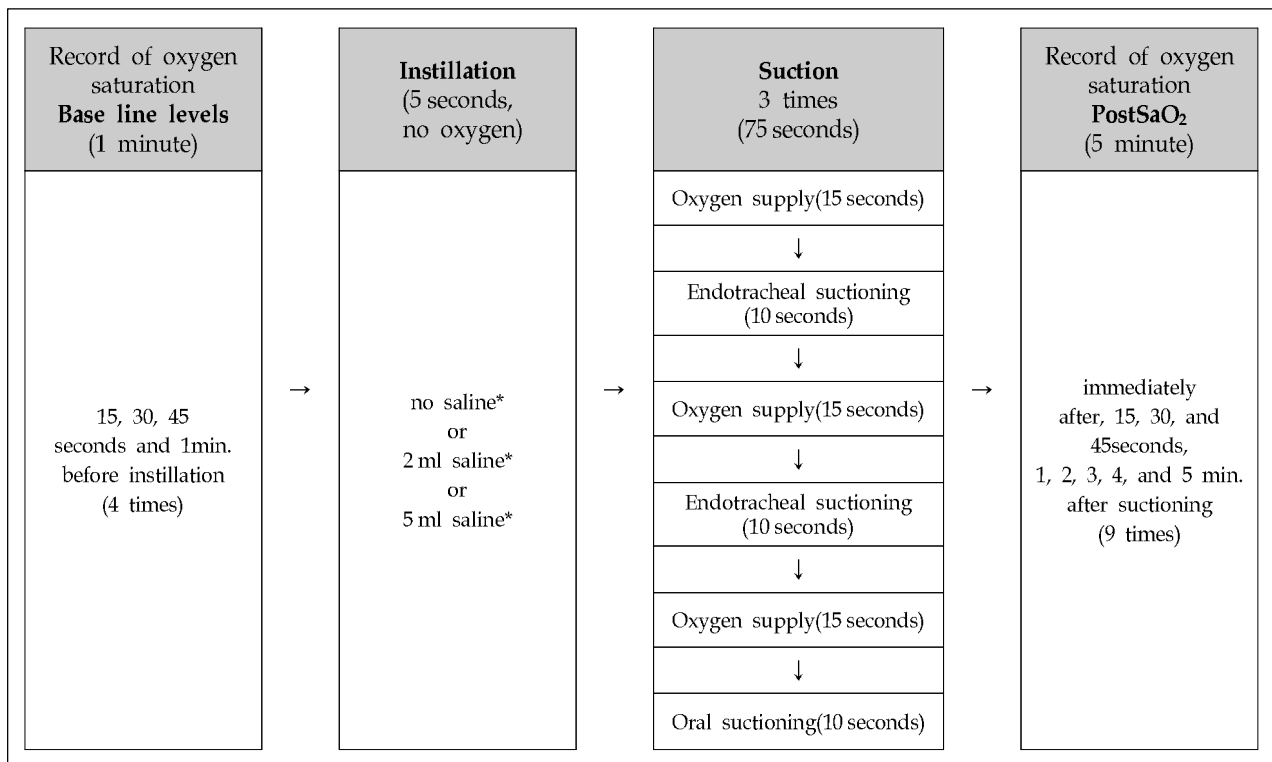 Record of oxygen
saturation
Base line levels
(1 minute)
15, 30, 45
seconds and 1min.
before instillation
(4 times)
→
Instillation
(5 seconds,
no oxygen)
no saline*
or
2 ml saline*
or
5 ml saline*
→
Suction
3 times
(75 seconds)
Oxygen supply(15 seconds)
↓
Endotracheal suctioning
(10 seconds)
↓
Oxygen supply(15 seconds)
↓
Endotracheal suctioning
(10 seconds)
↓
Oxygen supply(15 seconds)
↓
Oral suctioning(10 seconds)
→
Record of oxygen
saturation
PostSaO₂
(5 minute)
immediately
after, 15, 30, and
45seconds,
1, 2, 3, 4, and 5 min.
after suctioning
(9 times)